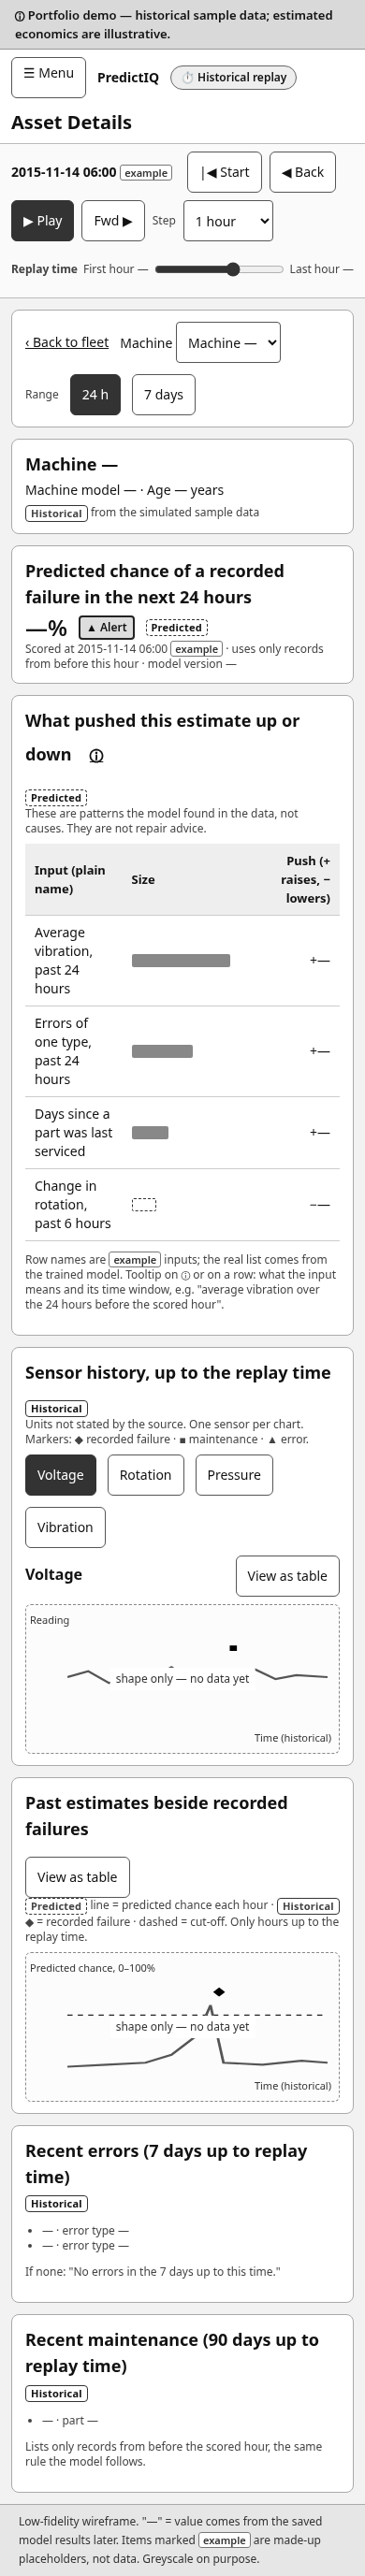 ⓘ Portfolio demo — historical sample data; estimated
economics are illustrative.
☰ Menu PredictIQ ⏱ Historical replay
Asset Details
2015-11-14 06:00 example |◀ Start ◀ Back
▶ Play Fwd ▶ Step 1 hour
Replay time First hour — Last hour —
‹ Back to fleet Machine Machine —
Range 24 h 7 days
Machine —
Machine model — · Age — years
Historical from the simulated sample data
Predicted chance of a recorded
failure in the next 24 hours
—% ▲ Alert Predicted
Scored at 2015-11-14 06:00 example · uses only records
from before this hour · model version —
What pushed this estimate up or
down ⓘ
Predicted
These are patterns the model found in the data, not
causes. They are not repair advice.
Input (plain
name)
Size
Push (+
raises, −
lowers)
Average
vibration,
past 24
hours
+—
Errors of
one type,
past 24
hours
+—
Days since a
part was last
serviced
+—
Change in
rotation,
past 6 hours
−—
Row names are example inputs; the real list comes from
the trained model. Tooltip on ⓘ or on a row: what the input
means and its time window, e.g. "average vibration over
the 24 hours before the scored hour".
Sensor history, up to the replay time
Historical
Units not stated by the source. One sensor per chart.
Markers: ◆ recorded failure · ■ maintenance · ▲ error.
Voltage Rotation Pressure
Vibration
Voltage View as table
Reading
shape only — no data yet
Time (historical)
Past estimates beside recorded
failures
View as table
Predicted line = predicted chance each hour · Historical
◆ = recorded failure · dashed = cut-off. Only hours up to the
replay time.
Predicted chance, 0–100%
shape only — no data yet
Time (historical)
Recent errors (7 days up to replay
time)
Historical
• — · error type —
• — · error type —
If none: "No errors in the 7 days up to this time."
Recent maintenance (90 days up to
replay time)
Historical
• — · part —
Lists only records from before the scored hour, the same
rule the model follows.
Low-fidelity wireframe. "—" = value comes from the saved
model results later. Items marked example are made-up
placeholders, not data. Greyscale on purpose.